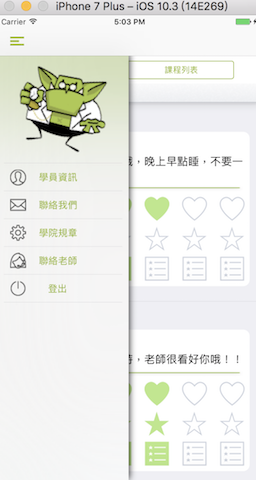 iPhone 7 Plus – iOS 10.3 (14E269)
Carrier 5:03 PM
課程列表
，晚上早點睡，不要一
學員資訊
聯絡我們
學院規章
聯絡老師
登出
，老師很看好你哦！！